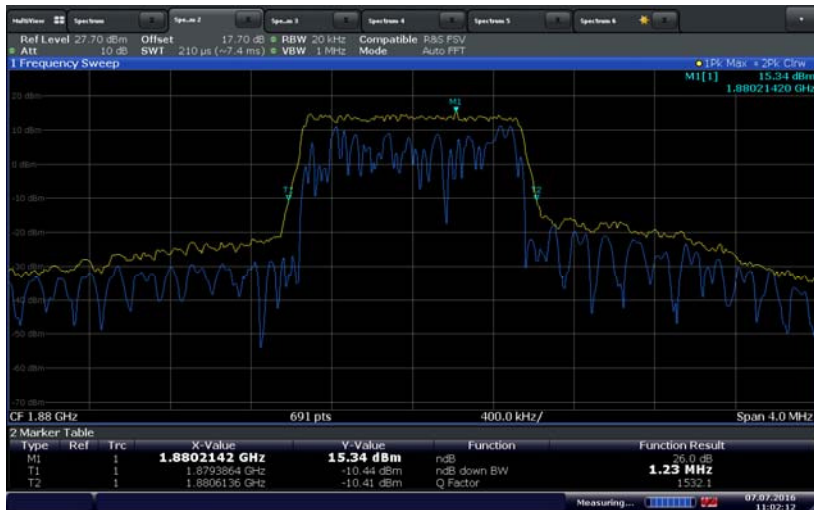 MultiView Spectrum Spe...m 2 Spe...m 3 Spectrum 4 Spectrum 5 Spectrum 6
Ref Level 27.70 dBm Offset 17.70 dB RBW 20 kHz Compatible R&S FSV
Att 10 dB SWT 210 µs (~7.4 ms) VBW 1 MHz Mode Auto FFT
1 Frequency Sweep 1Pk Max 2Pk Clrw
M1[1] 15.34 dBm
1.88021420 GHz
20 dBm
M1
10 dBm
0 dBm
T1 T2
-10 dBm
-20 dBm
-30 dBm
-40 dBm
-50 dBm
-60 dBm
-70 dBm
CF 1.88 GHz 691 pts 400.0 kHz/ Span 4.0 MHz
2 Marker Table
Type Ref Trc X-Value Y-Value Function Function Result
M1 1 1.8802142 GHz 15.34 dBm ndB 26.0 dB
T1 1 1.8793864 GHz -10.44 dBm ndB down BW 1.23 MHz
T2 1 1.8806136 GHz -10.41 dBm Q Factor 1532.1
Measuring... 07.07.2016
11:02:12